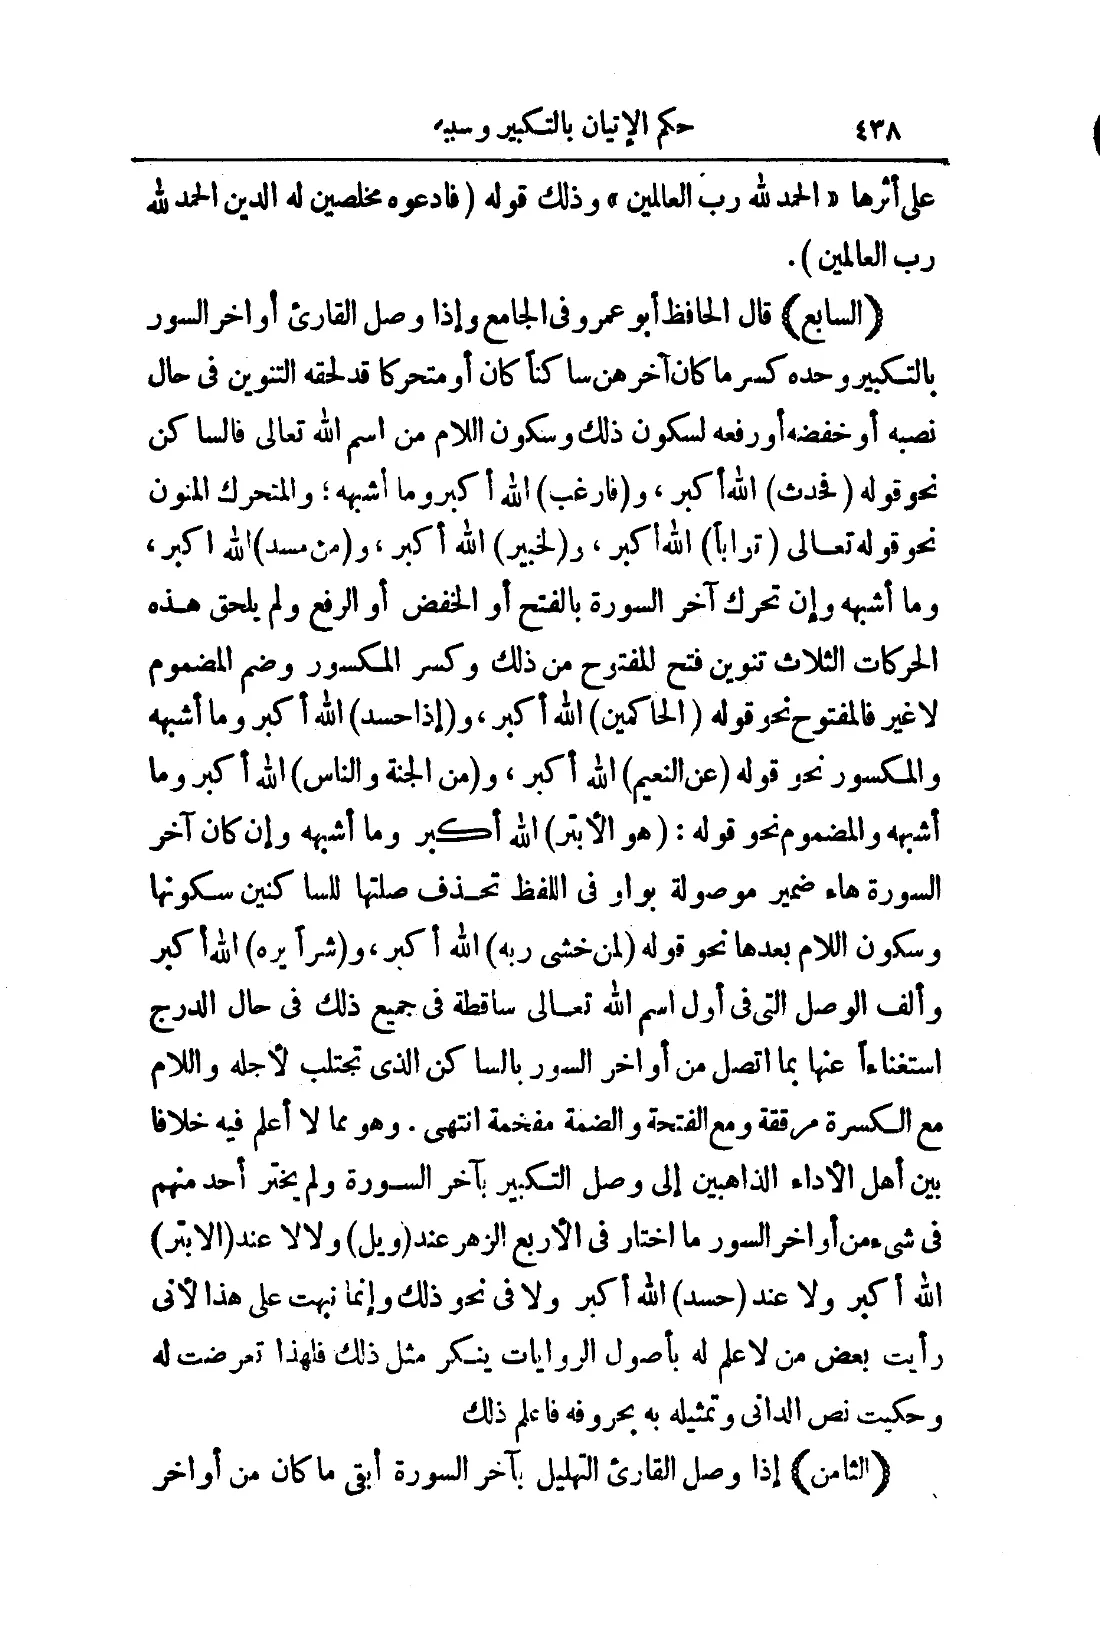 ٤٣٨ حكم الإتيان بالتكبير وسببه
على أثرها « الحمد لله رب العالمين » وذلك قوله ( فادعوه مخلصين له الدين الحمد لله
رب العالمين ) .
( السابع ) قال الحافظ أبو عمرو فى الجامع وإذا وصل القارئ أواخر السور
بالتكبير وحده كسر ما كان آخرهن ساكناً كان أو متحركا قد لحقه التنوين فى حال
نصبه أو خفضه أو رفعه لسكون ذلك وسكون اللام من اسم الله تعالى فالساكن
نحو قوله ( فحدث ) الله أكبر ، و(فارغب) الله أكبر وما أشبهه ؛ والمتحرك المنون
نحو قوله تعالى ( تواباً ) الله أكبر ، و(لخبير) الله أكبر ، و(من مسد) الله اكبر ،
وما أشبهه وإن تحرك آخر السورة بالفتح أو الخفض أو الرفع ولم يلحق هذه
الحركات الثلاث تنوين فتح للمفتوح من ذلك وكسر المكسور وضم المضموم
لا غير فالمفتوح نحو قوله ( الحاكمين) الله أكبر ، و(إذا حسد) الله أكبر وما أشبهه
والمكسور نحو قوله (عن النعيم) الله أكبر ، و(من الجنة والناس) الله أكبر وما
أشبهه والمضموم نحو قوله : ( هو الأبتر) الله أكبر وما أشبهه وإن كان آخر
السورة هاء ضمير موصولة بواو فى اللفظ تحذف صلتها للساكنين سكونها
وسكون اللام بعدها نحو قوله (لمن خشى ربه) الله أكبر ، و(شراً يره) الله أكبر
وألف الوصل التى فى أول اسم الله تعالى ساقطة فى جميع ذلك فى حال الدرج
استغناءاً عنها بما اتصل من أواخر السور بالساكن الذى تجتلب لأجله واللام
مع الكسرة مرققة ومع الفتحة والضمة مفخمة انتهى . وهو مما لا أعلم فيه خلافا
بين أهل الأداء الذاهبين إلى وصل التكبير بآخر السورة ولم يختر أحد منهم
فى شىء من أواخر السور ما اختار فى الأربع الزهر عند (ويل) ولا لا عند (الابتر)
الله أكبر ولا عند (حسد) الله أكبر ولا فى نحو ذلك وإنما نبهت على هذا لأنى
رأيت بعض من لا علم له بأصول الروايات ينكر مثل ذلك فلهذا تعرضت له
وحكيت نص الدانى وتمثيله به بحروفه فاعلم ذلك
( الثامن ) إذا وصل القارئ التهليل بآخر السورة أبقى ما كان من أواخر